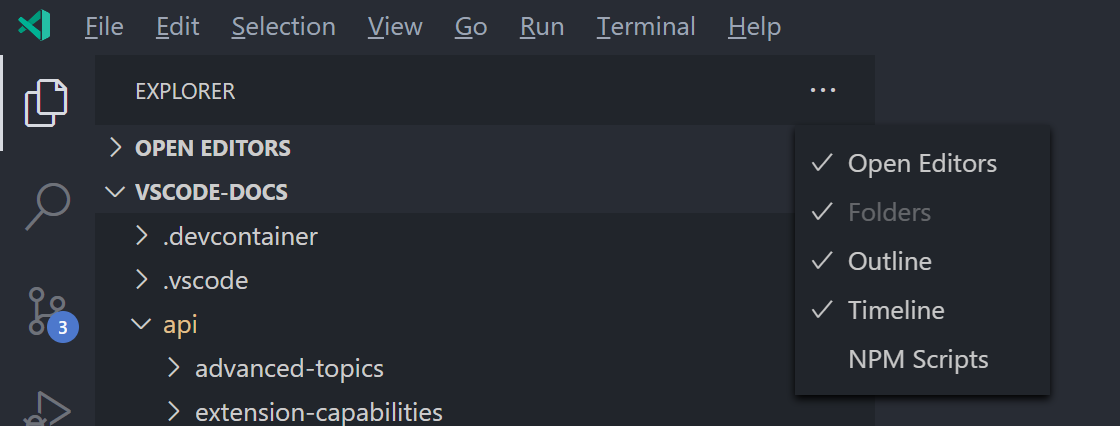 File Edit Selection View Go Run Terminal Help
EXPLORER
OPEN EDITORS
VSCODE-DOCS
.devcontainer
.vscode
api
advanced-topics
extension-capabilities
3
Open Editors
Folders
Outline
Timeline
NPM Scripts